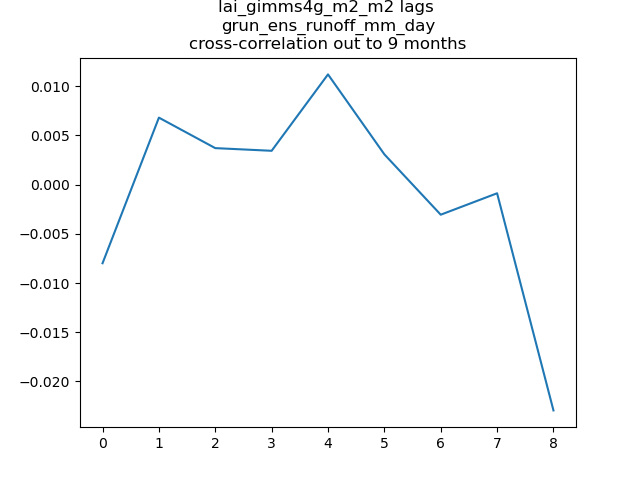 lai_gimms4g_m2_m2 lags
grun_ens_runoff_mm_day
cross-correlation out to 9 months
0.010
0.005
0.000
−0.005
−0.010
−0.015
−0.020
0 1 2 3 4 5 6 7 8